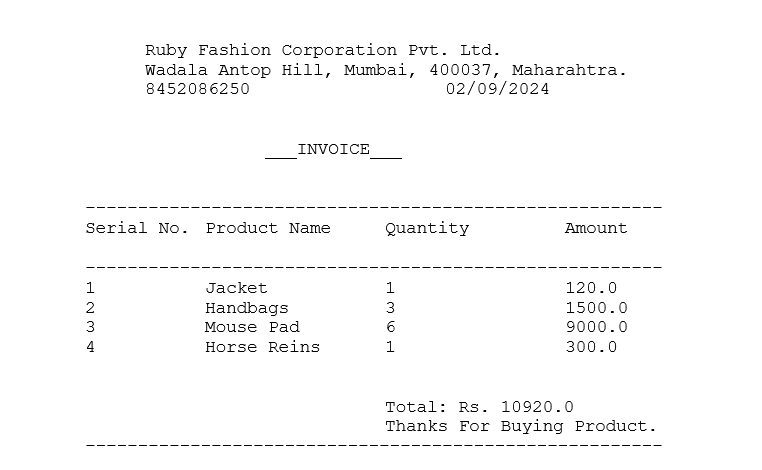 Ruby Fashion Corporation Pvt. Ltd.
Wadala Antop Hill, Mumbai, 400037, Maharahtra.
8452086250 02/09/2024
___INVOICE___
-------------------------------------------------------
Serial No. Product Name Quantity Amount
-------------------------------------------------------
1 Jacket 1 120.0
2 Handbags 3 1500.0
3 Mouse Pad 6 9000.0
4 Horse Reins 1 300.0
Total: Rs. 10920.0
Thanks For Buying Product.
-------------------------------------------------------